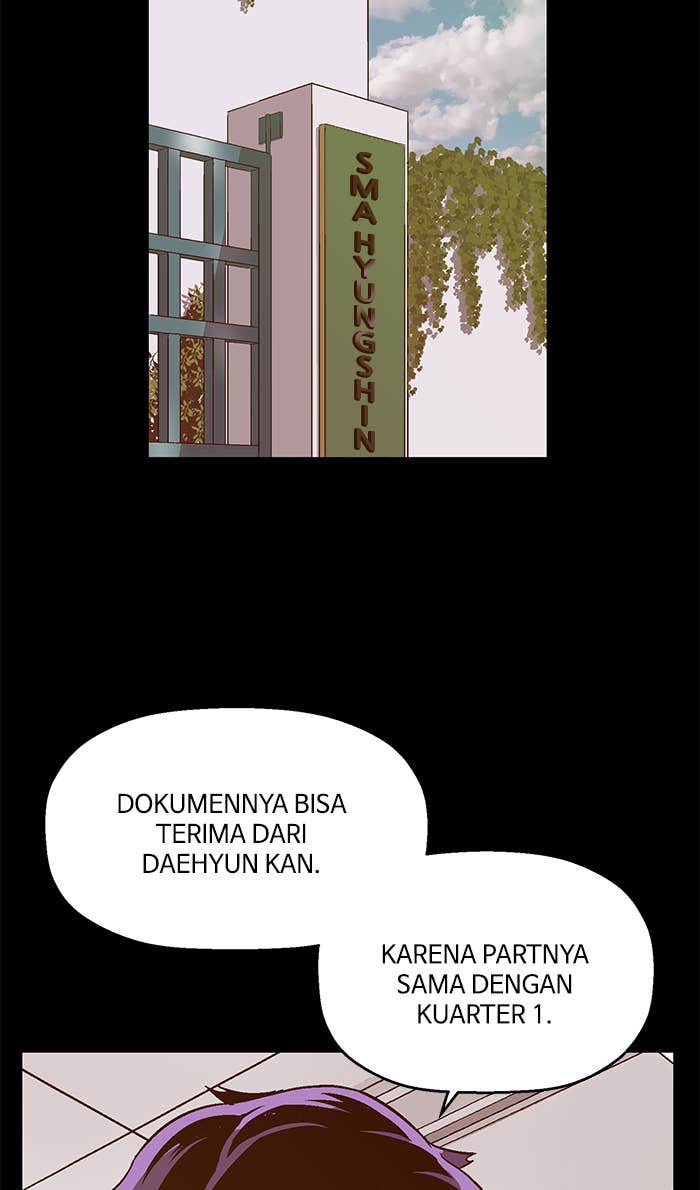 SMA HYUNGSHIN
DOKUMENNYA BISA
TERIMA DARI
DAEHYUN KAN.
KARENA PARTNYA
SAMA DENGAN
KUARTER 1.